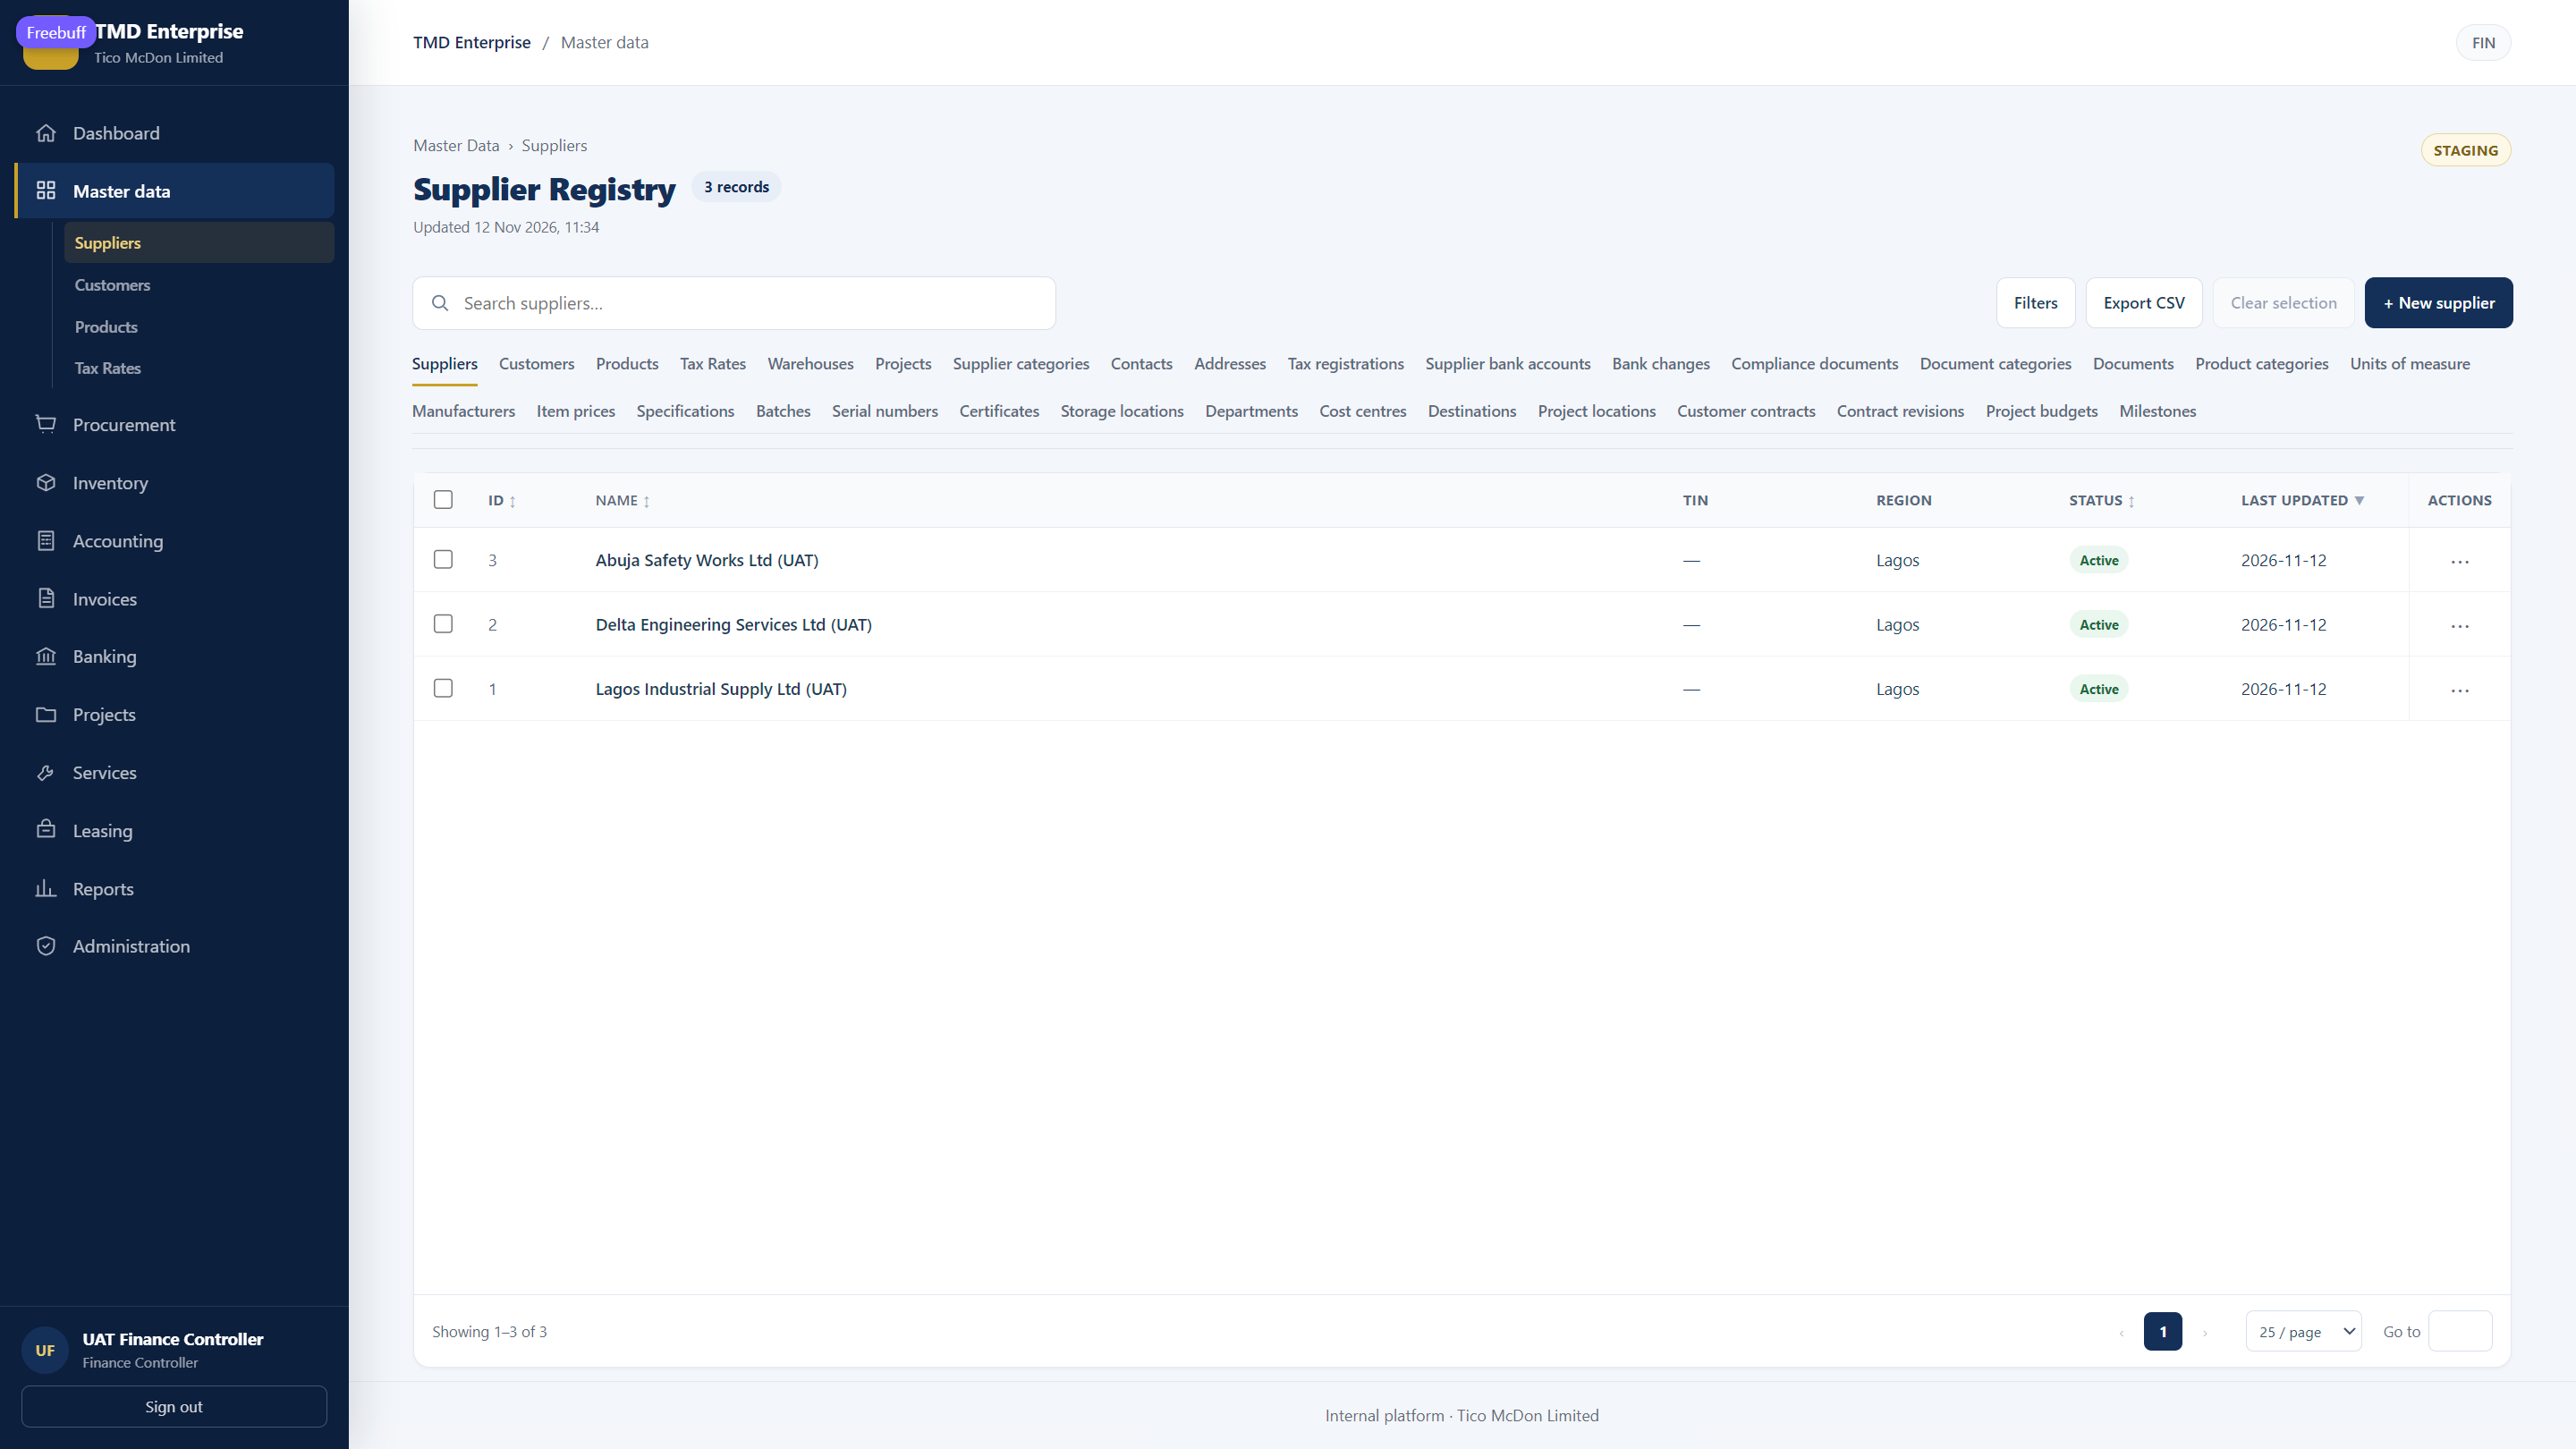 Freebuff
TMD Enterprise
Tico McDon Limited
Dashboard
Master data
Suppliers
Customers
Products
Tax Rates
Procurement
Inventory
Accounting
Invoices
Banking
Projects
Services
Leasing
Reports
Administration
UF
UAT Finance Controller
Finance Controller
Sign out
TMD Enterprise / Master data
FIN
Master Data › Suppliers
STAGING
Supplier Registry 3 records
Updated 12 Nov 2026, 11:34
Search suppliers...
Filters Export CSV Clear selection + New supplier
Suppliers Customers Products Tax Rates Warehouses Projects Supplier categories Contacts Addresses Tax registrations Supplier bank accounts Bank changes Compliance documents Document categories Documents Product categories Units of measure
Manufacturers Item prices Specifications Batches Serial numbers Certificates Storage locations Departments Cost centres Destinations Project locations Customer contracts Contract revisions Project budgets Milestones
ID ↕ NAME ↕ TIN REGION STATUS ↕ LAST UPDATED ▼ ACTIONS
3 Abuja Safety Works Ltd (UAT) — Lagos Active 2026-11-12 ...
2 Delta Engineering Services Ltd (UAT) — Lagos Active 2026-11-12 ...
1 Lagos Industrial Supply Ltd (UAT) — Lagos Active 2026-11-12 ...
Showing 1–3 of 3 ‹ 1 › 25 / page Go to
Internal platform · Tico McDon Limited